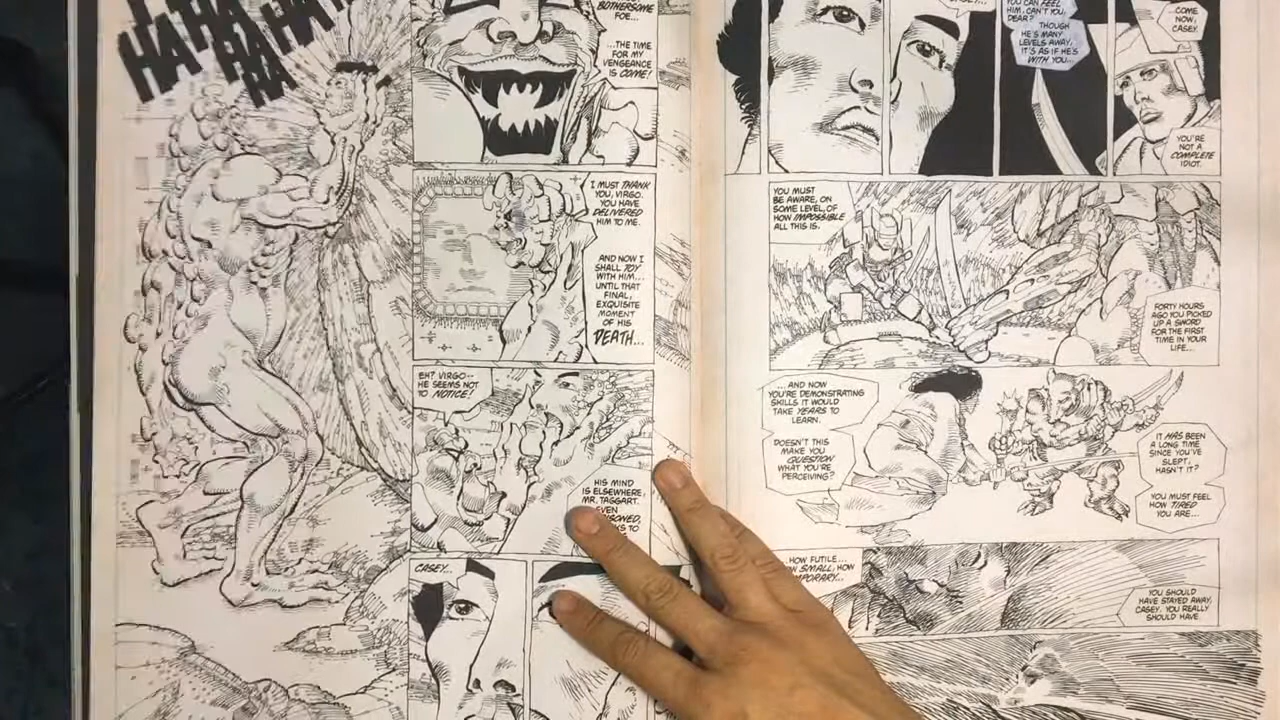 HA HA
HA HA HA
HA
BOTHERSOME
FOE...
...THE TIME
FOR MY
VENGEANCE
IS COME!
I MUST THANK
YOU, VIRGO.
YOU HAVE
DELIVERED
HIM TO ME.
AND NOW I
SHALL TOY
WITH HIM...
UNTIL THAT
FINAL,
EXQUISITE
MOMENT
OF HIS
DEATH...
EH? VIRGO--
HE SEEMS NOT
TO NOTICE!
HIS MIND
IS ELSEWHERE,
MR. TAGGART.
EVEN
TO
CASEY...
YOU CAN FEEL
HIM, CAN'T YOU,
DEAR?
THOUGH
HE'S MANY
LEVELS AWAY,
IT'S AS IF HE'S
WITH YOU...
COME
NOW,
CASEY.
YOU'RE
NOT A
COMPLETE
IDIOT.
YOU MUST
BE AWARE, ON
SOME LEVEL, OF
HOW IMPOSSIBLE
ALL THIS IS.
FORTY HOURS
AGO YOU PICKED
UP A SWORD
FOR THE FIRST
TIME IN YOUR
LIFE...
...AND NOW
YOU'RE DEMONSTRATING
SKILLS IT WOULD
TAKE YEARS TO
LEARN.
DOESN'T THIS
MAKE YOU
QUESTION
WHAT YOU'RE
PERCEIVING?
IT HAS BEEN
A LONG TIME
SINCE YOU'VE
SLEPT,
HASN'T IT?
YOU MUST FEEL
HOW TIRED
YOU ARE...
HOW FUTILE...
SMALL, HOW
YOU SHOULD
HAVE STAYED AWAY,
CASEY. YOU REALLY
SHOULD HAVE.